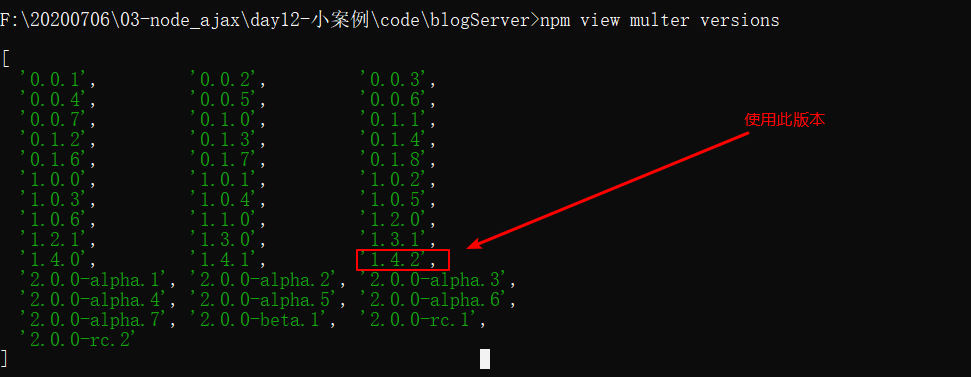 F:\20200706\03-node_ajax\day12-小案例\code\blogServer>npm view multer versions
[
'0.0.1', '0.0.2', '0.0.3',
'0.0.4', '0.0.5', '0.0.6',
'0.0.7', '0.1.0', '0.1.1',
使用此版本
'0.1.2', '0.1.3', '0.1.4',
'0.1.6', '0.1.7', '0.1.8',
'1.0.0', '1.0.1', '1.0.2',
'1.0.3', '1.0.4', '1.0.5',
'1.0.6', '1.1.0', '1.2.0',
'1.2.1', '1.3.0', '1.3.1',
'1.4.0', '1.4.1', '1.4.2',
'2.0.0-alpha.1', '2.0.0-alpha.2', '2.0.0-alpha.3',
'2.0.0-alpha.4', '2.0.0-alpha.5', '2.0.0-alpha.6',
'2.0.0-alpha.7', '2.0.0-beta.1', '2.0.0-rc.1',
'2.0.0-rc.2'
]